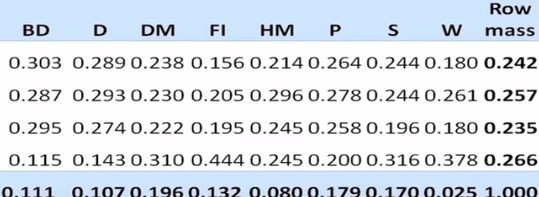 Row
BD D DM FI HM P S W mass
0.303 0.289 0.238 0.156 0.214 0.264 0.244 0.180 0.242
0.287 0.293 0.230 0.205 0.296 0.278 0.244 0.261 0.257
0.295 0.274 0.222 0.195 0.245 0.258 0.196 0.180 0.235
0.115 0.143 0.310 0.444 0.245 0.200 0.316 0.378 0.266
0.111 0.107 0.196 0.132 0.080 0.179 0.170 0.025 1.000